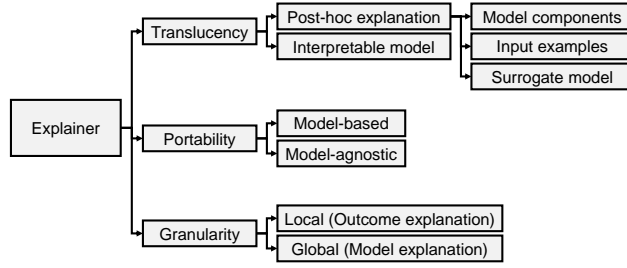 Explainer
Translucency
Post-hoc explanation
Model components
Input examples
Surrogate model
Interpretable model
Portability
Model-based
Model-agnostic
Granularity
Local (Outcome explanation)
Global (Model explanation)